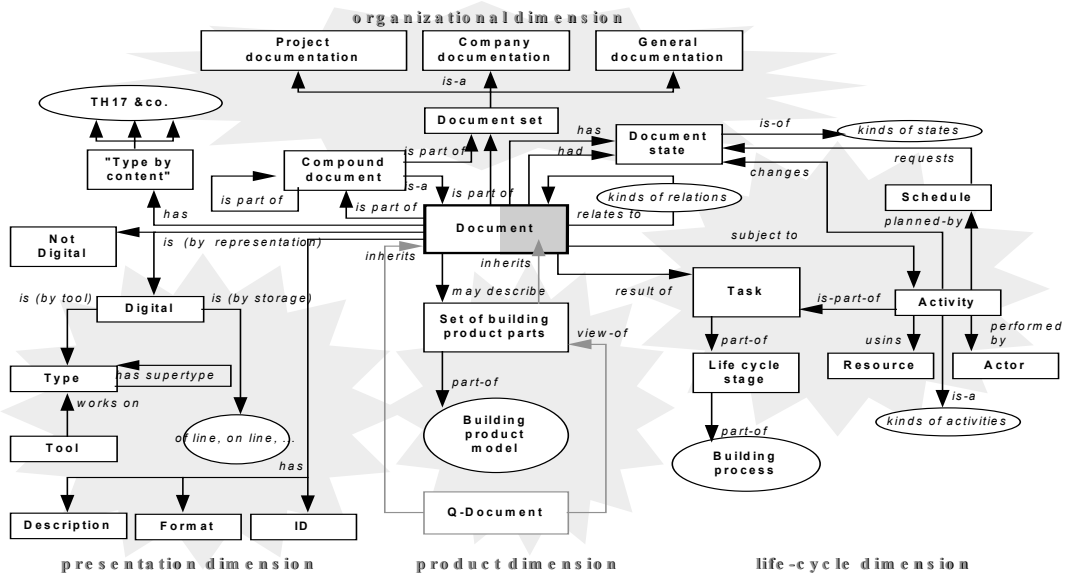 organizational dimension
Project
documentation
Company
documentation
General
documentation
is-a
TH17 &co.
Document set
has
had
Document
state
is-of
kinds of states
"Type by
content"
Compound
document
is part of
is-a
is part of
requests
changes
Schedule
is part of
is part of
kinds of relations
has
relates to
planned-by
Not
Digital
is (by representation)
Document
subject to
inherits
inherits
is (by tool)
Digital
is (by storage)
may describe
result of
Task
is-part-of
Activity
Set of building
product parts
view-of
part-of
usins
performed
by
Type
has supertype
works on
part-of
Life cycle
stage
Resource
Actor
is-a
Tool
of line, on line, ...
Building
product
model
part-of
kinds of activities
has
Building
process
Description
Format
ID
Q-Document
presentation dimension
product dimension
life-cycle dimension